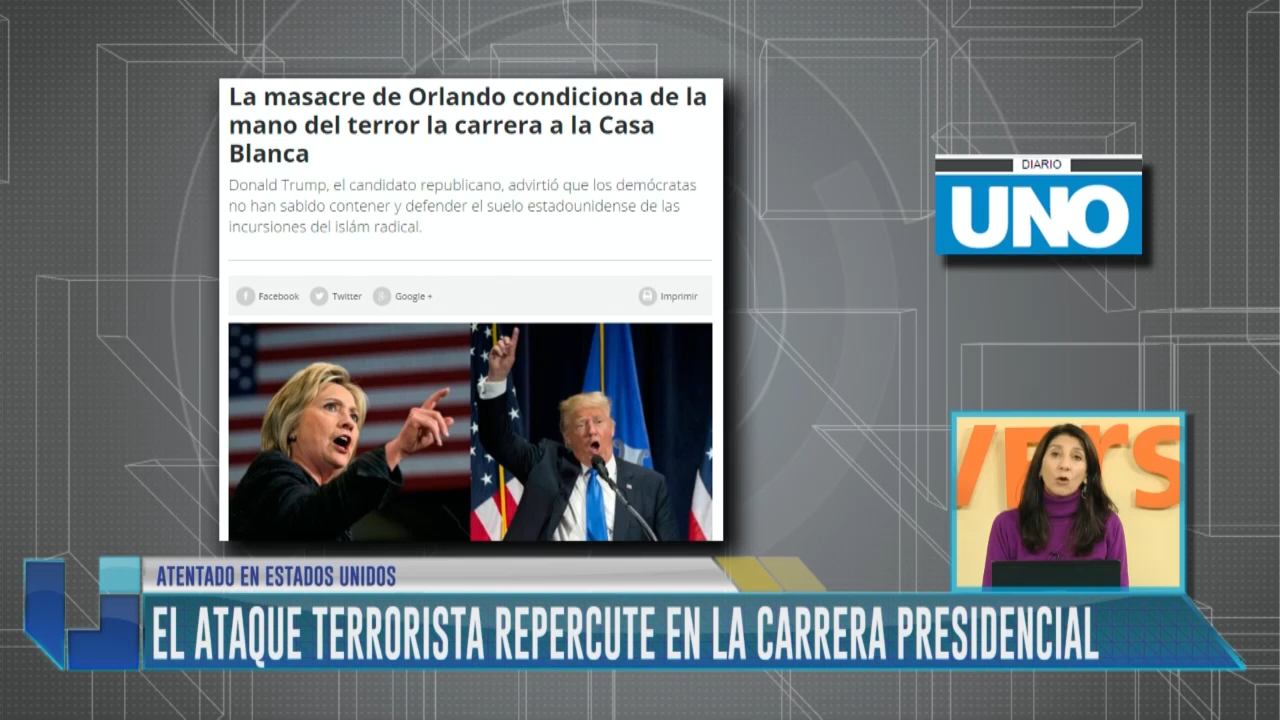 La masacre de Orlando condiciona de la
mano del terror la carrera a la Casa
Blanca
Donald Trump, el candidato republicano, advirtió que los demócratas
no han sabido contener y defender el suelo estadounidense de las
incursiones del islám radical.
Facebook
Twitter
Google +
Imprimir
DIARIO
UNO
VERS
ATENTADO EN ESTADOS UNIDOS
EL ATAQUE TERRORISTA REPERCUTE EN LA CARRERA PRESIDENCIAL